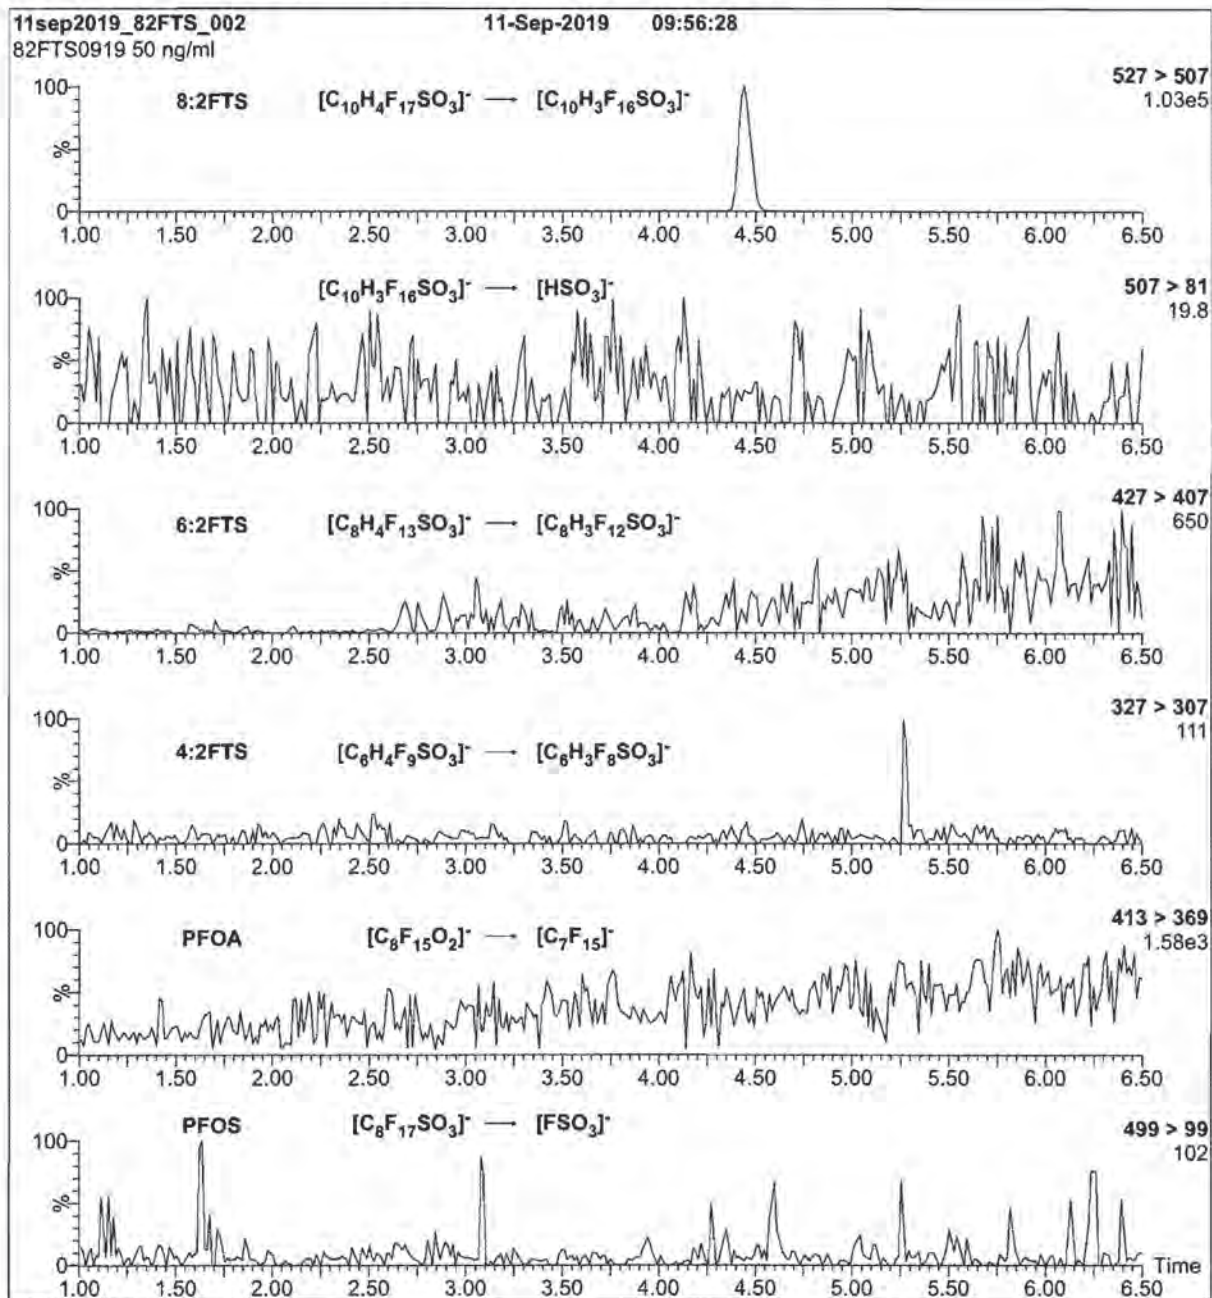 11sep2019_82FTS_002 11-Sep-2019 09:56:28
82FTS0919 50 ng/ml
527 > 507
1.03e5
100
8:2FTS [C10H4F17SO3]- → [C10H3F16SO3]-
%
0
1.00 1.50 2.00 2.50 3.00 3.50 4.00 4.50 5.00 5.50 6.00 6.50
[C10H3F16SO3]- → [HSO3]- 507 > 81
100 19.8
%
0
1.00 1.50 2.00 2.50 3.00 3.50 4.00 4.50 5.00 5.50 6.00 6.50
427 > 407
100 650
6:2FTS [C8H4F13SO3]- → [C8H3F12SO3]-
%
0
1.00 1.50 2.00 2.50 3.00 3.50 4.00 4.50 5.00 5.50 6.00 6.50
327 > 307
100 111
4:2FTS [C6H4F9SO3]- → [C6H3F8SO3]-
%
0
1.00 1.50 2.00 2.50 3.00 3.50 4.00 4.50 5.00 5.50 6.00 6.50
413 > 369
100 1.58e3
PFOA [C8F15O2]- → [C7F15]-
%
0
1.00 1.50 2.00 2.50 3.00 3.50 4.00 4.50 5.00 5.50 6.00 6.50
PFOS [C8F17SO3]- → [FSO3]- 499 > 99
100 102
%
0 Time
1.00 1.50 2.00 2.50 3.00 3.50 4.00 4.50 5.00 5.50 6.00 6.50